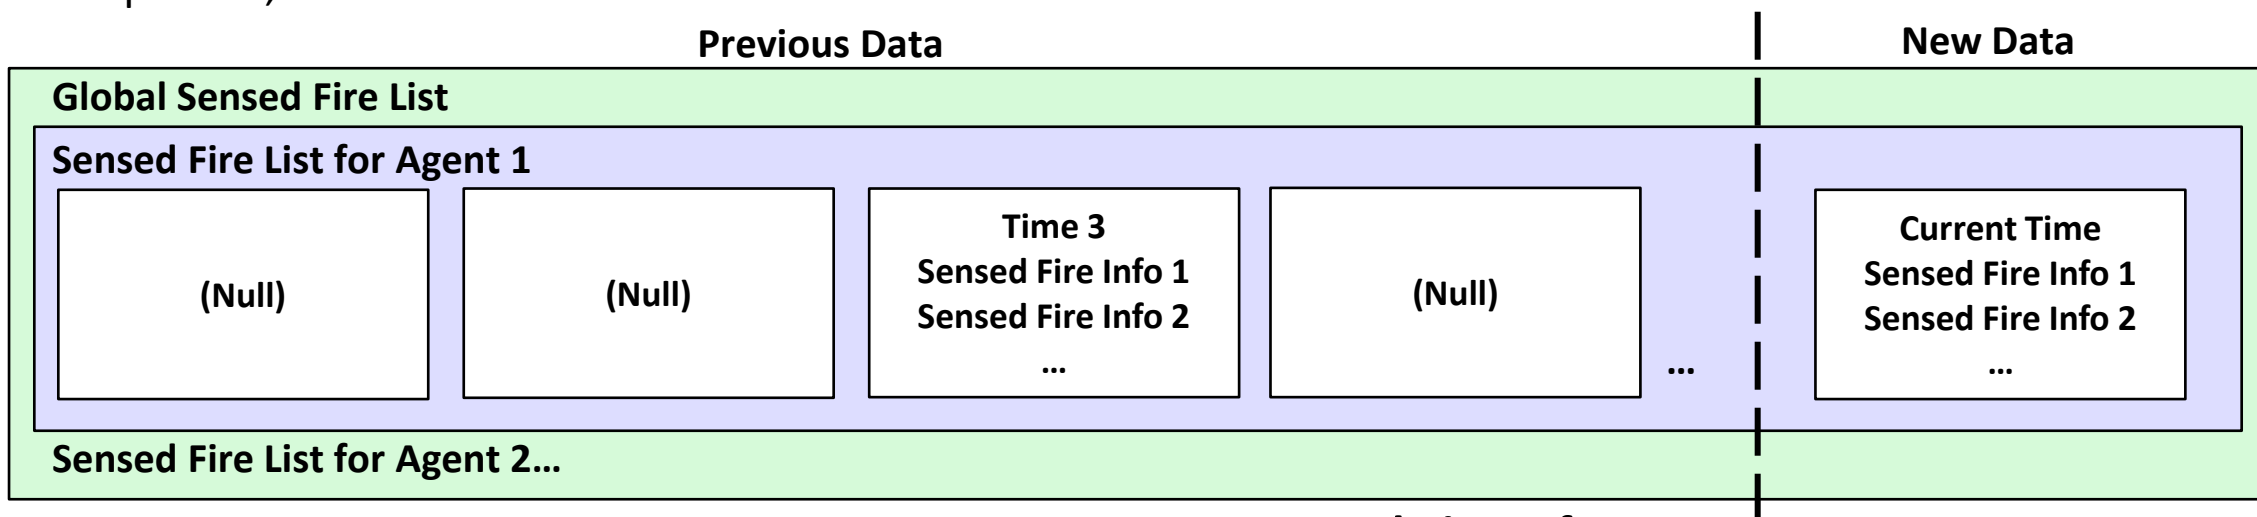 Previous Data
New Data
Global Sensed Fire List
Sensed Fire List for Agent 1
(Null)
(Null)
Time 3
Sensed Fire Info 1
Sensed Fire Info 2
...
(Null)
...
Current Time
Sensed Fire Info 1
Sensed Fire Info 2
...
Sensed Fire List for Agent 2...